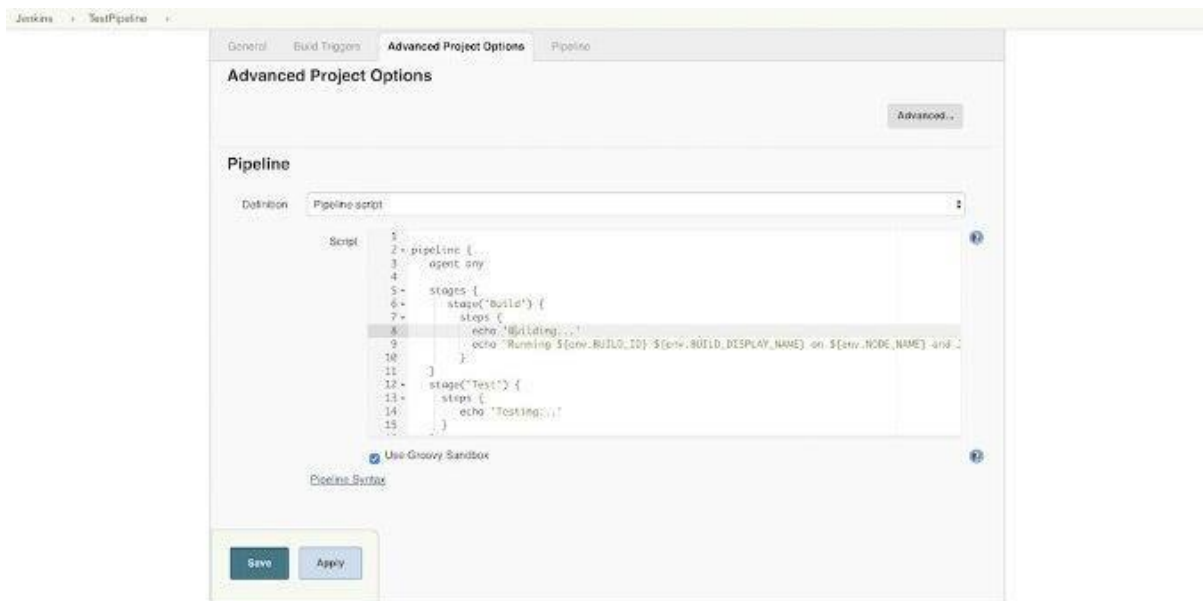 Jenkins › TestPipeline ›
General Build Triggers Advanced Project Options Pipeline
Advanced Project Options
Advanced...
Pipeline
Definition Pipeline script
Script
1
2 pipeline {
3 agent any
4
5 stages {
6 stage("Build") {
7 steps {
8 echo 'Building...'
9 echo "Running ${env.BUILD_ID} ${env.BUILD_DISPLAY_NAME} on ${env.NODE_NAME} and J
10 }
11 }
12 stage("Test") {
13 steps {
14 echo 'Testing...'
15 }
Use Groovy Sandbox
Pipeline Syntax
Save Apply